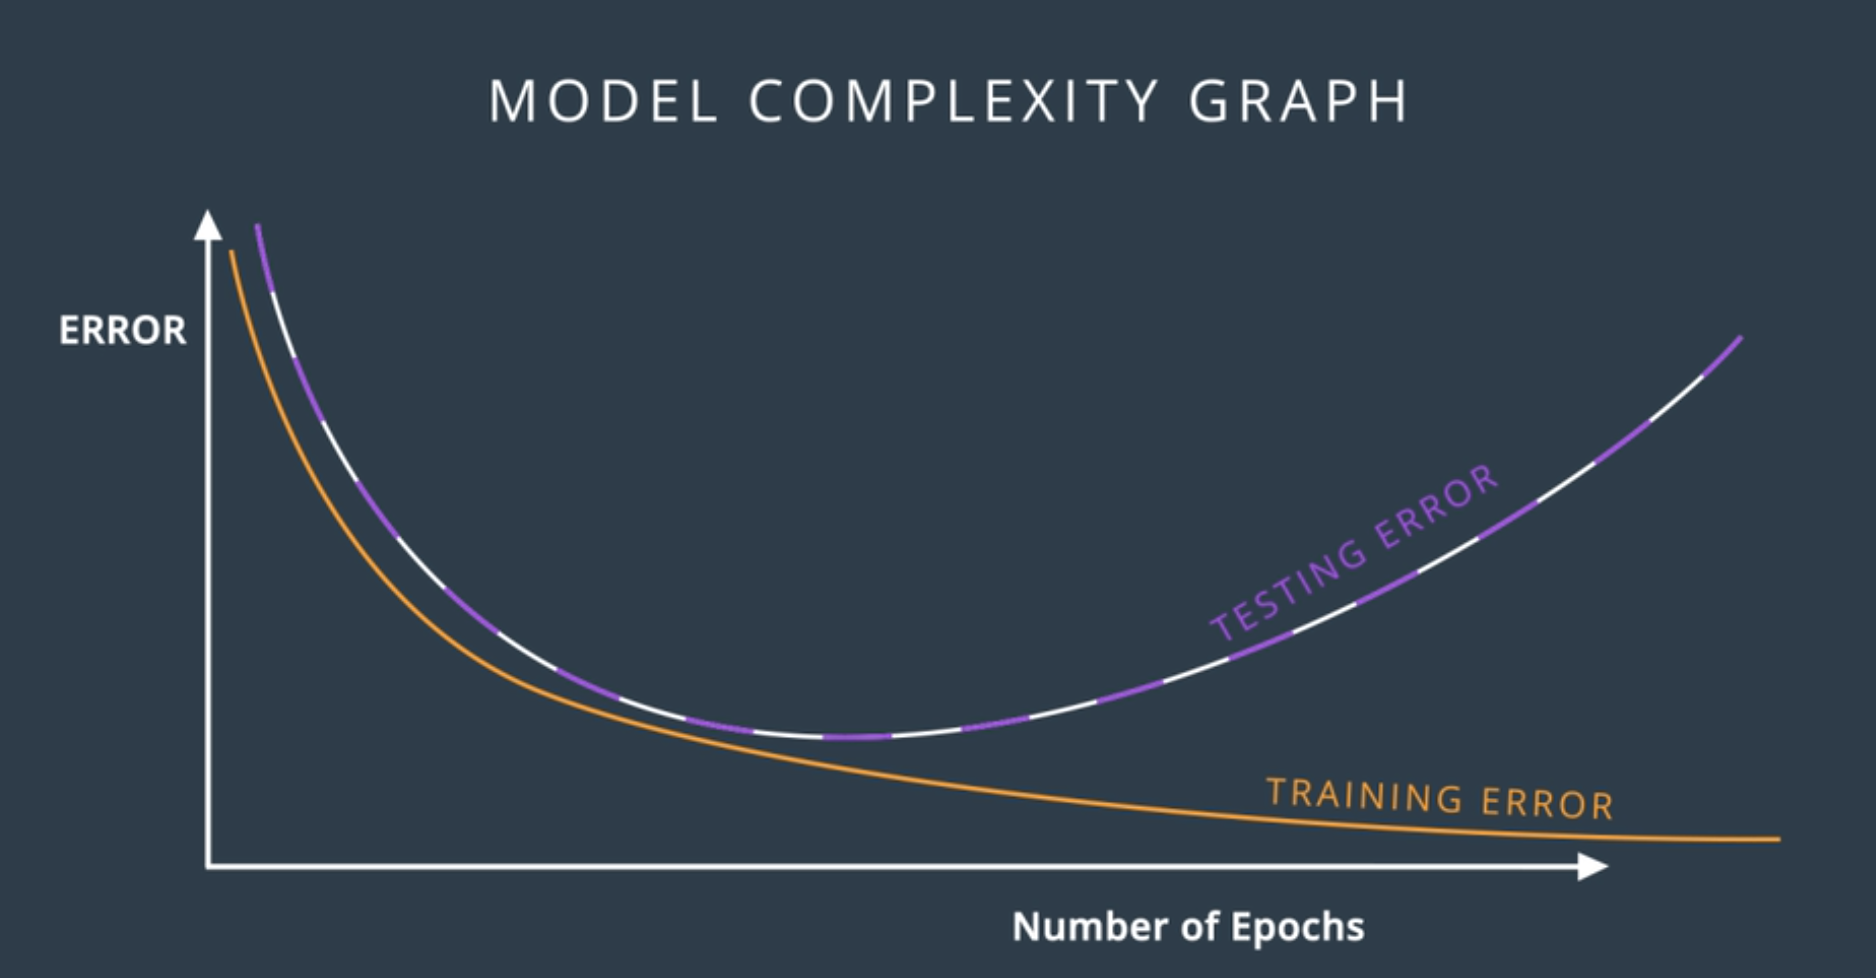 MODEL COMPLEXITY GRAPH
ERROR
TESTING ERROR
TRAINING ERROR
Number of Epochs